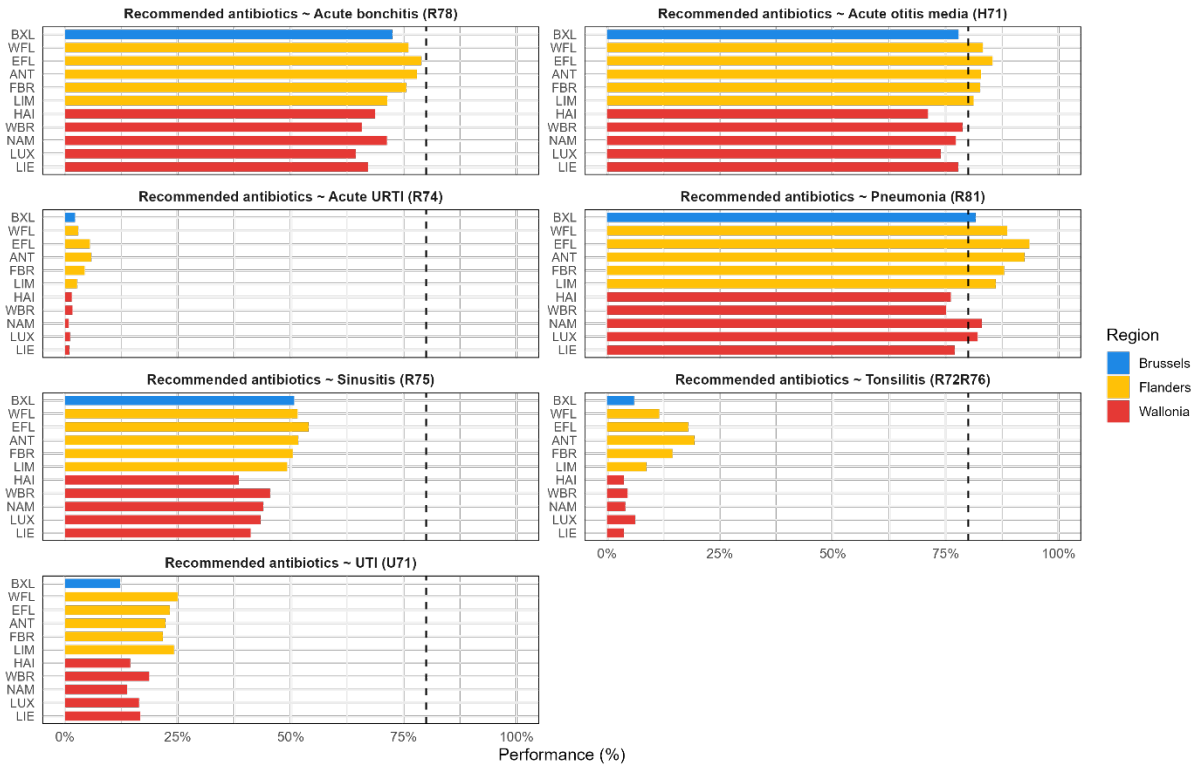 Recommended antibiotics ~ Acute bonchitis (R78)
BXL
WFL
EFL
ANT
FBR
LIM
HAI
WBR
NAM
LUX
LIE
Recommended antibiotics ~ Acute otitis media (H71)
BXL
WFL
EFL
ANT
FBR
LIM
HAI
WBR
NAM
LUX
LIE
Recommended antibiotics ~ Acute URTI (R74)
BXL
WFL
EFL
ANT
FBR
LIM
HAI
WBR
NAM
LUX
LIE
Recommended antibiotics ~ Pneumonia (R81)
BXL
WFL
EFL
ANT
FBR
LIM
HAI
WBR
NAM
LUX
LIE
Recommended antibiotics ~ Sinusitis (R75)
BXL
WFL
EFL
ANT
FBR
LIM
HAI
WBR
NAM
LUX
LIE
Recommended antibiotics ~ Tonsilitis (R72R76)
BXL
WFL
EFL
ANT
FBR
LIM
HAI
WBR
NAM
LUX
LIE
0% 25% 50% 75% 100%
Recommended antibiotics ~ UTI (U71)
BXL
WFL
EFL
ANT
FBR
LIM
HAI
WBR
NAM
LUX
LIE
0% 25% 50% 75% 100%
Performance (%)
Region
Brussels
Flanders
Wallonia